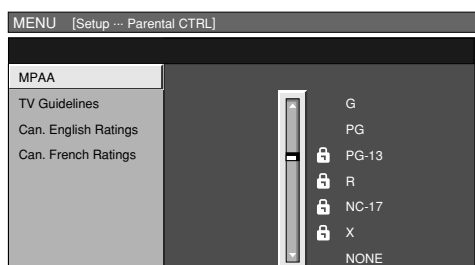 MENU [Setup ··· Parental CTRL]
MPAA
TV Guidelines
Can. English Ratings
Can. French Ratings
G
PG
PG-13
R
NC-17
X
NONE